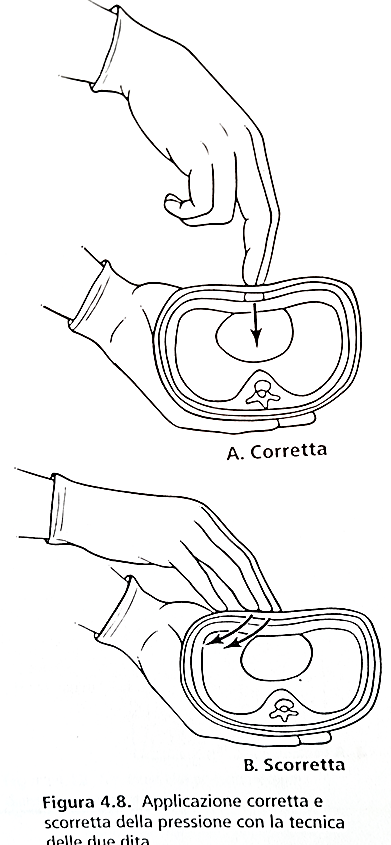 A. Corretta
B. Scorretta
Figura 4.8. Applicazione corretta e
scorretta della pressione con la tecnica
delle due dita